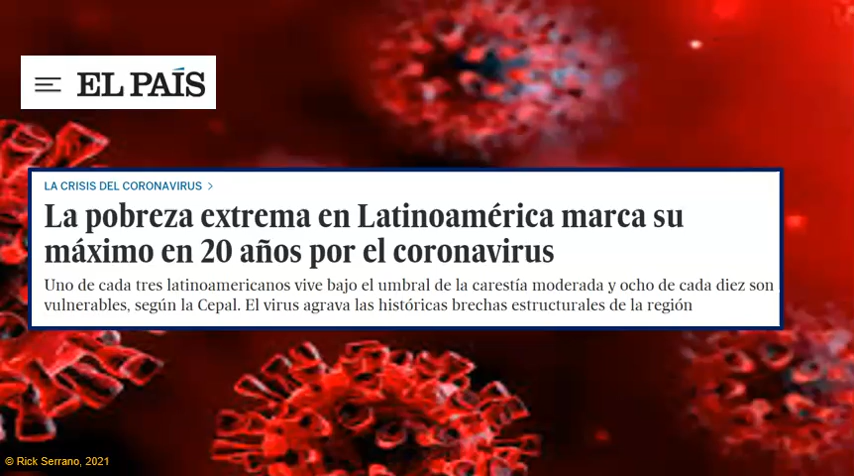 EL PAÍS
LA CRISIS DEL CORONAVIRUS >
La pobreza extrema en Latinoamérica marca su
máximo en 20 años por el coronavirus
Uno de cada tres latinoamericanos vive bajo el umbral de la carestía moderada y ocho de cada diez son
vulnerables, según la Cepal. El virus agrava las históricas brechas estructurales de la región
© Rick Serrano, 2021